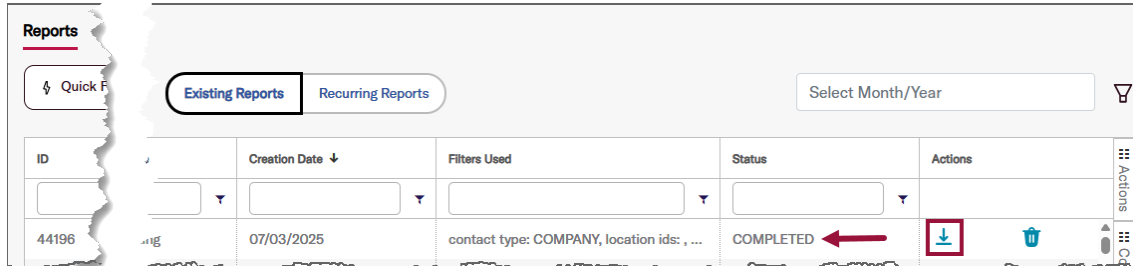 Reports
Quick
Existing Reports Recurring Reports Select Month/Year
ID Creation Date Filters Used Status Actions
Actions
44196 07/03/2025 contact type: COMPANY, location ids: , ... COMPLETED